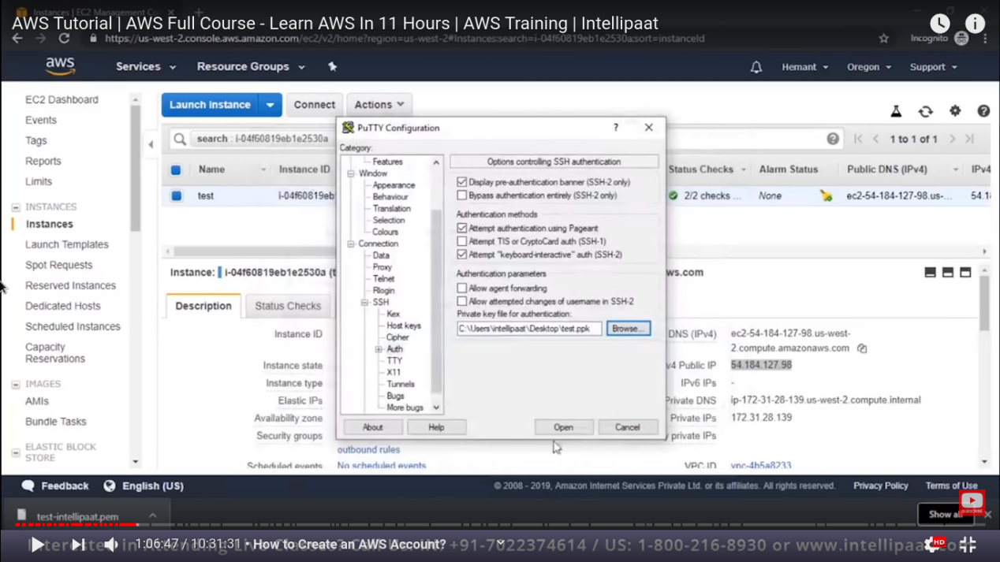 Instances | EC2 Management Co
AWS Tutorial | AWS Full Course - Learn AWS In 11 Hours | AWS Training | Intellipaat
https://us-west-2.console.aws.amazon.com/ec2/v2/home?region=us-west-2#Instances:search=i-04f60819eb1e2530a;sort=instanceId
Incognito
aws
Services
Resource Groups
Hemant
Oregon
Support
EC2 Dashboard
Events
Tags
Reports
Limits
INSTANCES
Instances
Launch Templates
Spot Requests
Reserved Instances
Dedicated Hosts
Scheduled Instances
Capacity
Reservations
IMAGES
AMIs
Bundle Tasks
ELASTIC BLOCK
STORE
Launch Instance
Connect
Actions
search : i-04f60819eb1e2530a
1 to 1 of 1
Name
Instance ID
Status Checks
Alarm Status
Public DNS (IPv4)
IPv4
test
i-04f60819eb
2/2 checks ...
None
ec2-54-184-127-98.us-...
54.1
PuTTY Configuration
?
Category:
Features
Window
Appearance
Behaviour
Translation
Selection
Colours
Connection
Data
Proxy
Telnet
Rlogin
SSH
Kex
Host keys
Cipher
Auth
TTY
X11
Tunnels
Bugs
More bugs
Options controlling SSH authentication
Display pre-authentication banner (SSH-2 only)
Bypass authentication entirely (SSH-2 only)
Authentication methods
Attempt authentication using Pageant
Attempt TIS or CryptoCard auth (SSH-1)
Attempt "keyboard-interactive" auth (SSH-2)
Authentication parameters
Allow agent forwarding
Allow attempted changes of username in SSH-2
Private key file for authentication:
C:\Users\intellipaat\Desktop\test.ppk
Browse...
About
Help
Open
Cancel
Instance: i-04f60819eb1e2530a (t
ws.com
Description
Status Checks
Instance ID
Instance state
Instance type
Elastic IPs
Availability zone
Security groups
outbound rules
Scheduled events
No scheduled events
DNS (IPv4)
ec2-54-184-127-98.us-west-
2.compute.amazonaws.com
v4 Public IP
54.184.127.98
IPv6 IPs
-
Private DNS
ip-172-31-28-139.us-west-2.compute.internal
Private IPs
172.31.28.139
y private IPs
VPC ID
vpc-4b5a8233
Feedback
English (US)
© 2008 - 2019, Amazon Internet Services Private Ltd. or its affiliates. All rights reserved.
Privacy Policy
Terms of Use
test-intellipaat.pem
Show all
SUBSCRIBE
1:06:47 / 10:31:31 • How to Create an AWS Account?
Interested in Attending Live +91-7022374614 / US: 1-800-216-8930 or www.intellipaat.com
HD